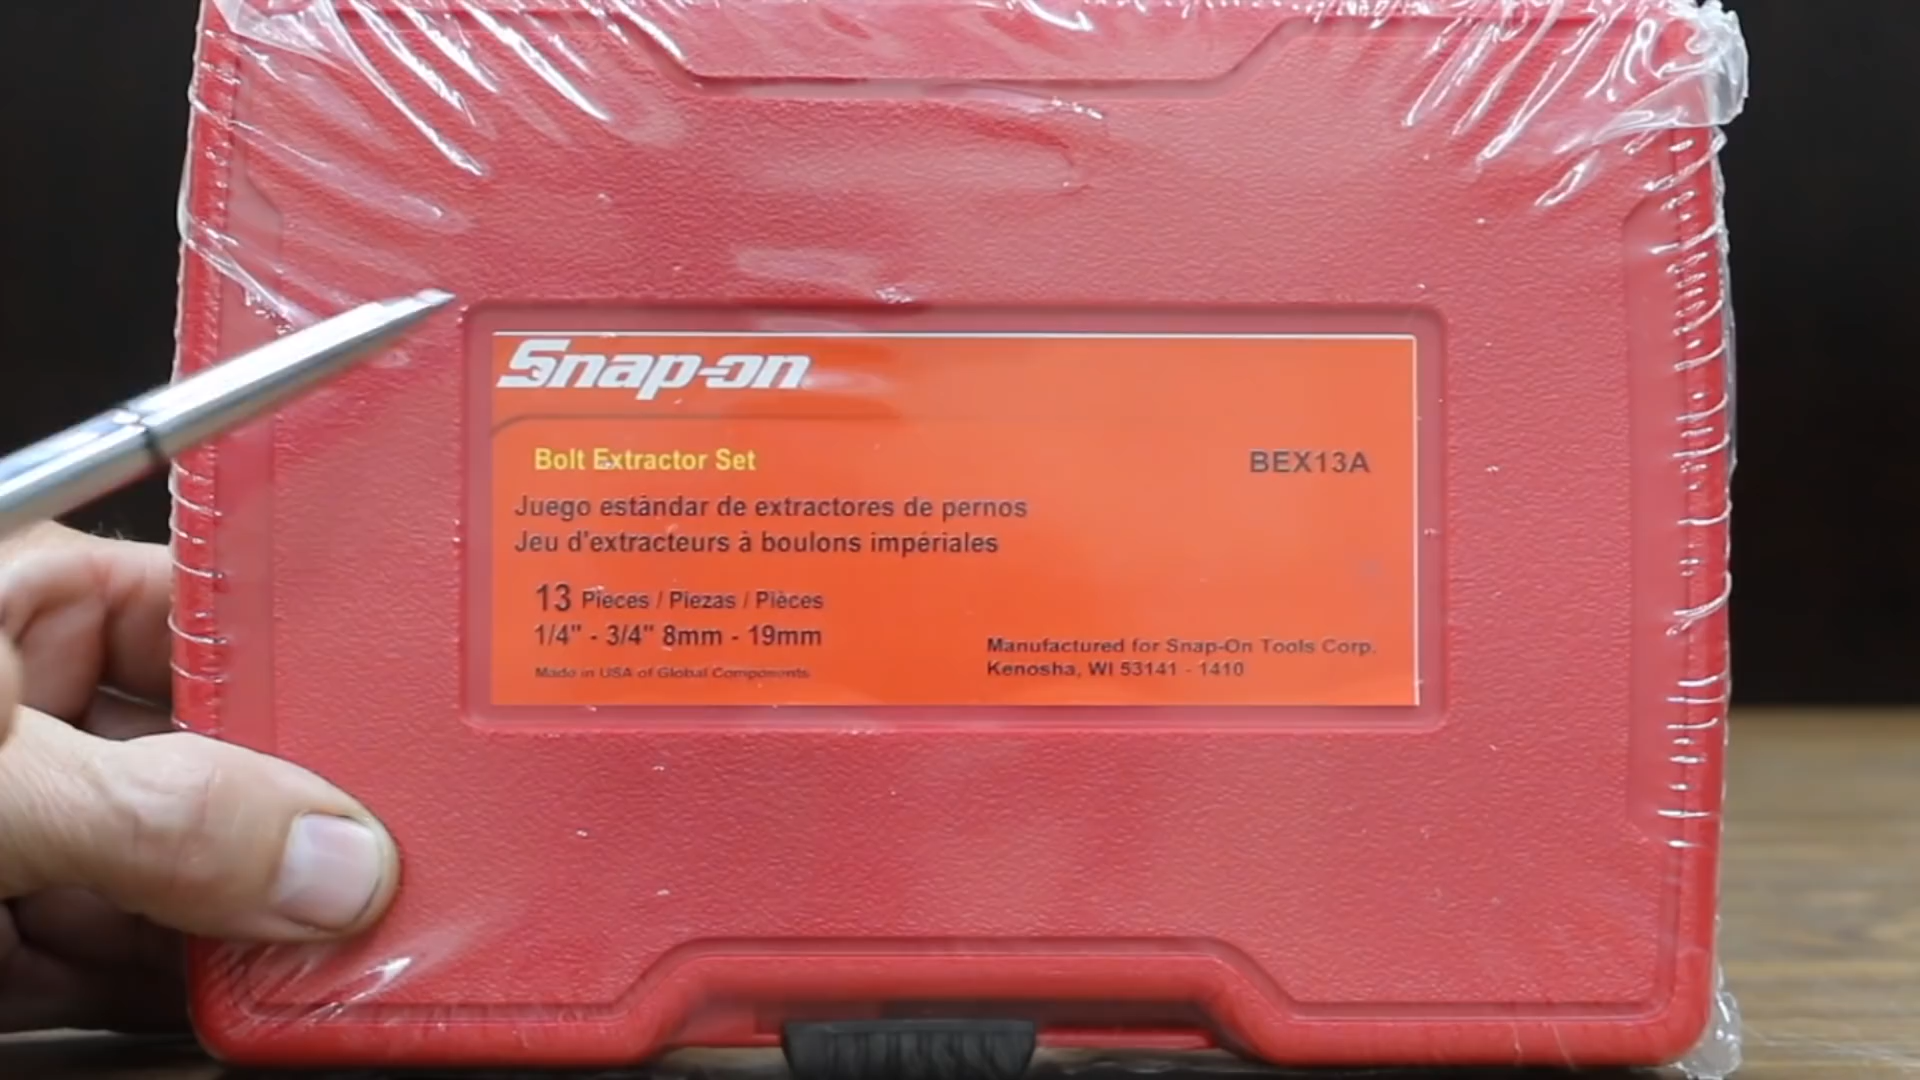 Snap-on
Bolt Extractor Set
BEX13A
Juego estándar de extractores de pernos
Jeu d'extracteurs à boulons impériales
13 Pieces / Piezas / Pièces
1/4" - 3/4" 8mm - 19mm
Made in USA of Global Components
Manufactured for Snap-On Tools Corp.
Kenosha, WI 53141 - 1410